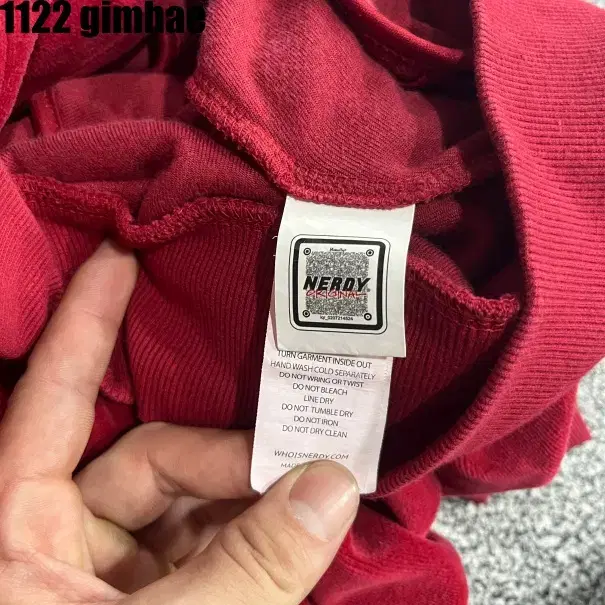 1122 gimbae
NERDY
ORIGINAL
TURN GARMENT INSIDE OUT
HAND WASH COLD SEPARATELY
DO NOT WRING OR TWIST
DO NOT BLEACH
LINE DRY
DO NOT TUMBLE DRY
DO NOT IRON
DO NOT DRY CLEAN
WHOISNERDY.COM